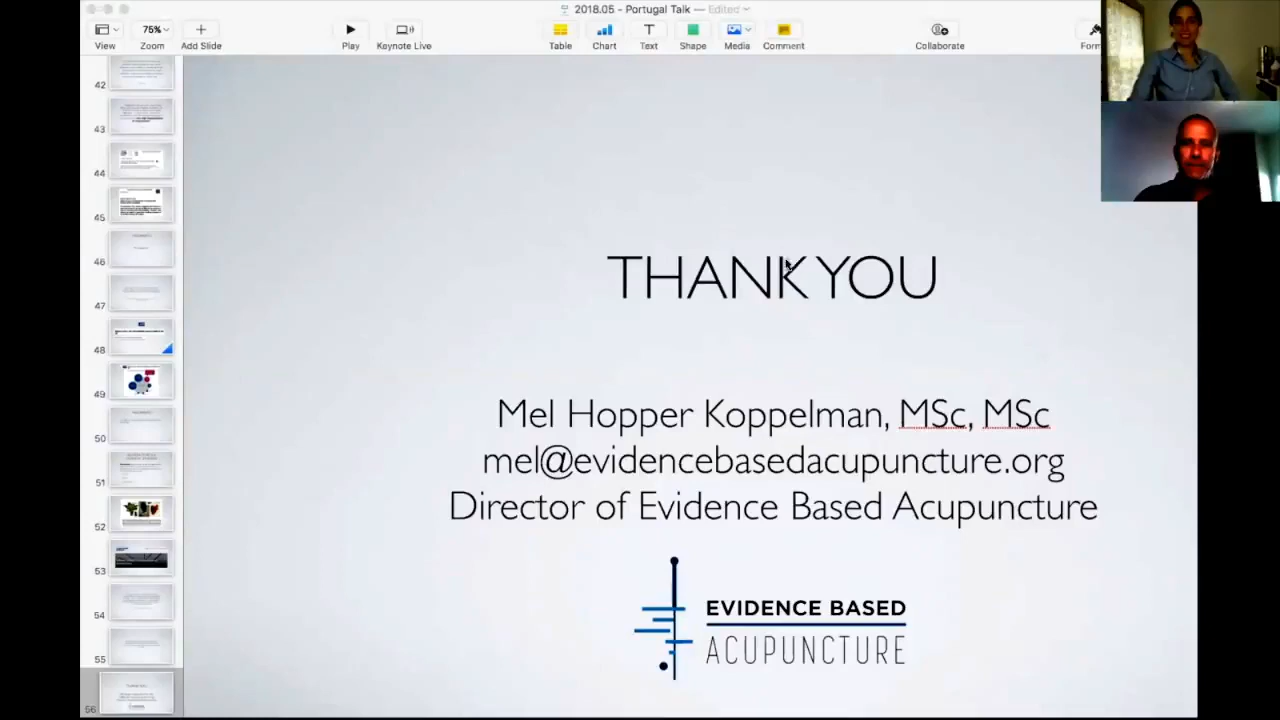 2018.05 - Portugal Talk — Edited
75%
View
Zoom
Add Slide
Play
Keynote Live
Table
Chart
Text
Shape
Media
Comment
Collaborate
Form
42
43
44
45
46
47
48
49
50
51
52
53
54
55
56
THANK YOU
Mel Hopper Koppelman, MSc, MSc
mel@evidencebasedacupuncture.org
Director of Evidence Based Acupuncture
EVIDENCE BASED
ACUPUNCTURE